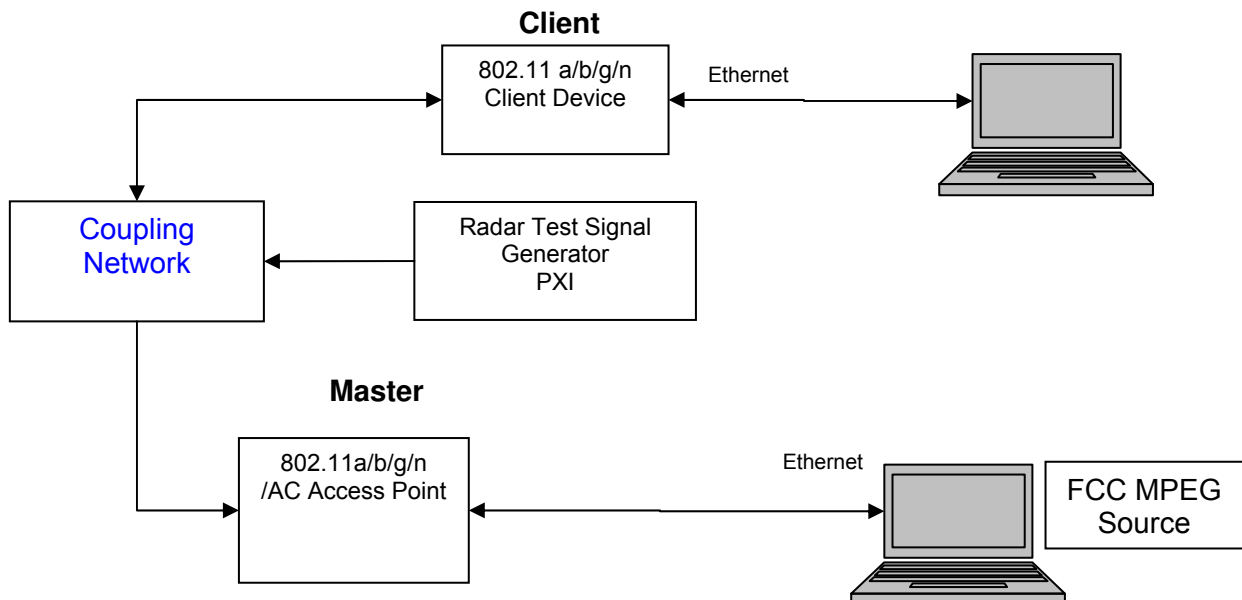 Client
802.11 a/b/g/n
Client Device
Ethernet
Coupling
Network
Radar Test Signal
Generator
PXI
Master
802.11a/b/g/n
/AC Access Point
Ethernet
FCC MPEG
Source